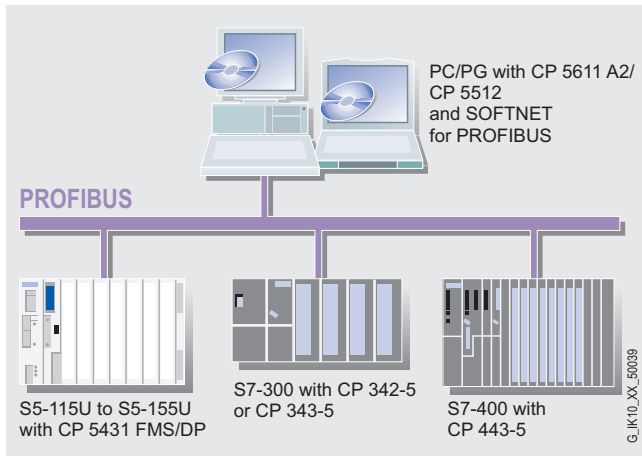 PC/PG with CP 5611 A2/
CP 5512
and SOFTNET
for PROFIBUS
PROFIBUS
S5-115U to S5-155U
with CP 5431 FMS/DP
S7-300 with CP 342-5
or CP 343-5
S7-400 with
CP 443-5
G_IK10_XX_50039